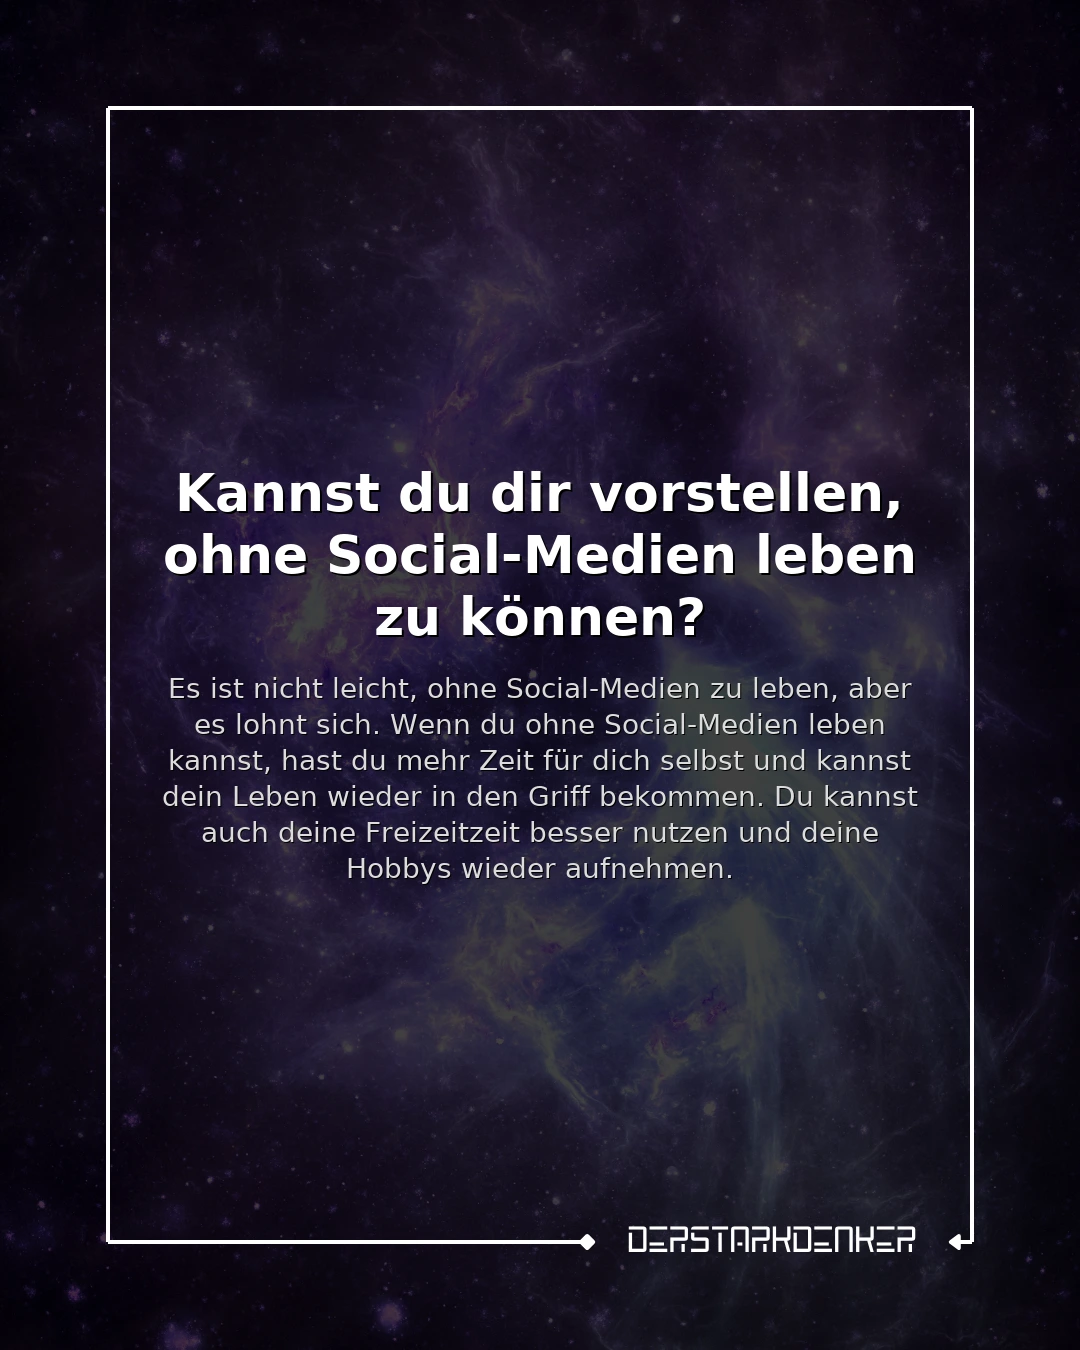 Kannst du dir vorstellen,
ohne Social-Medien leben
zu können?
Es ist nicht leicht, ohne Social-Medien zu leben, aber
es lohnt sich. Wenn du ohne Social-Medien leben
kannst, hast du mehr Zeit für dich selbst und kannst
dein Leben wieder in den Griff bekommen. Du kannst
auch deine Freizeitzeit besser nutzen und deine
Hobbys wieder aufnehmen.
DERSTARKDENKER